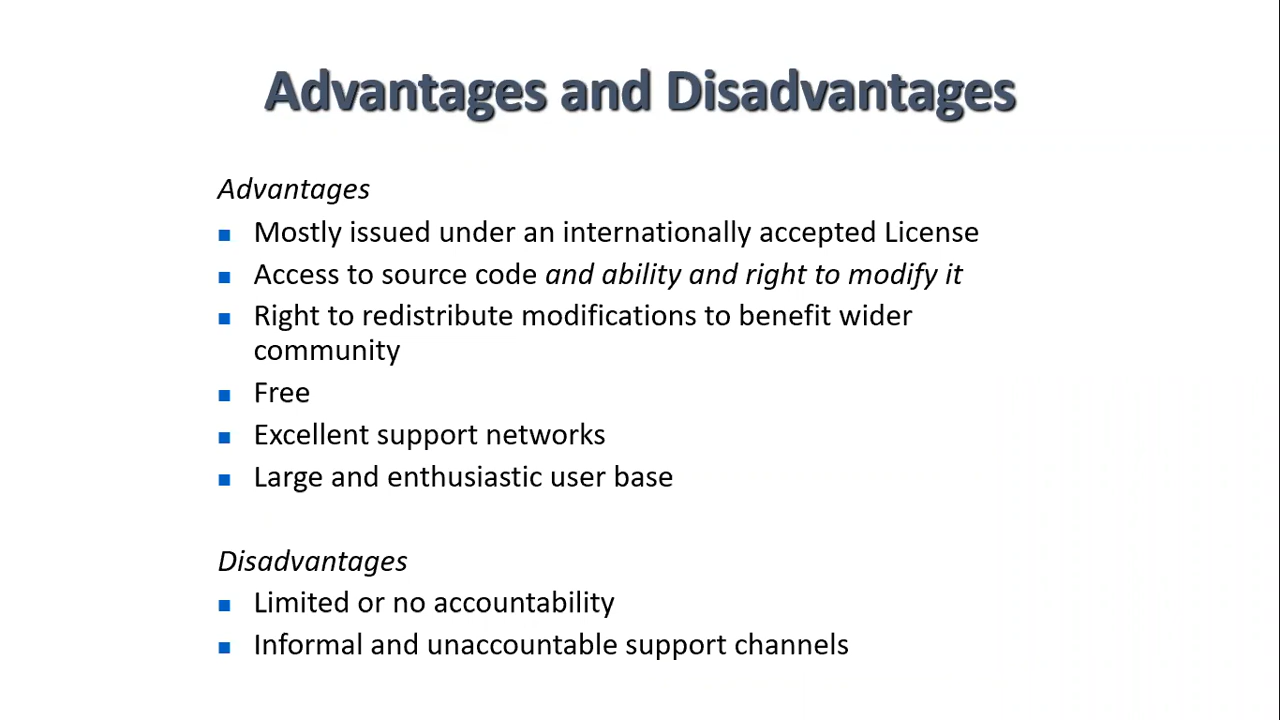 Advantages and Disadvantages
Advantages
■ Mostly issued under an internationally accepted License
■ Access to source code and ability and right to modify it
■ Right to redistribute modifications to benefit wider
community
■ Free
■ Excellent support networks
■ Large and enthusiastic user base
Disadvantages
■ Limited or no accountability
■ Informal and unaccountable support channels